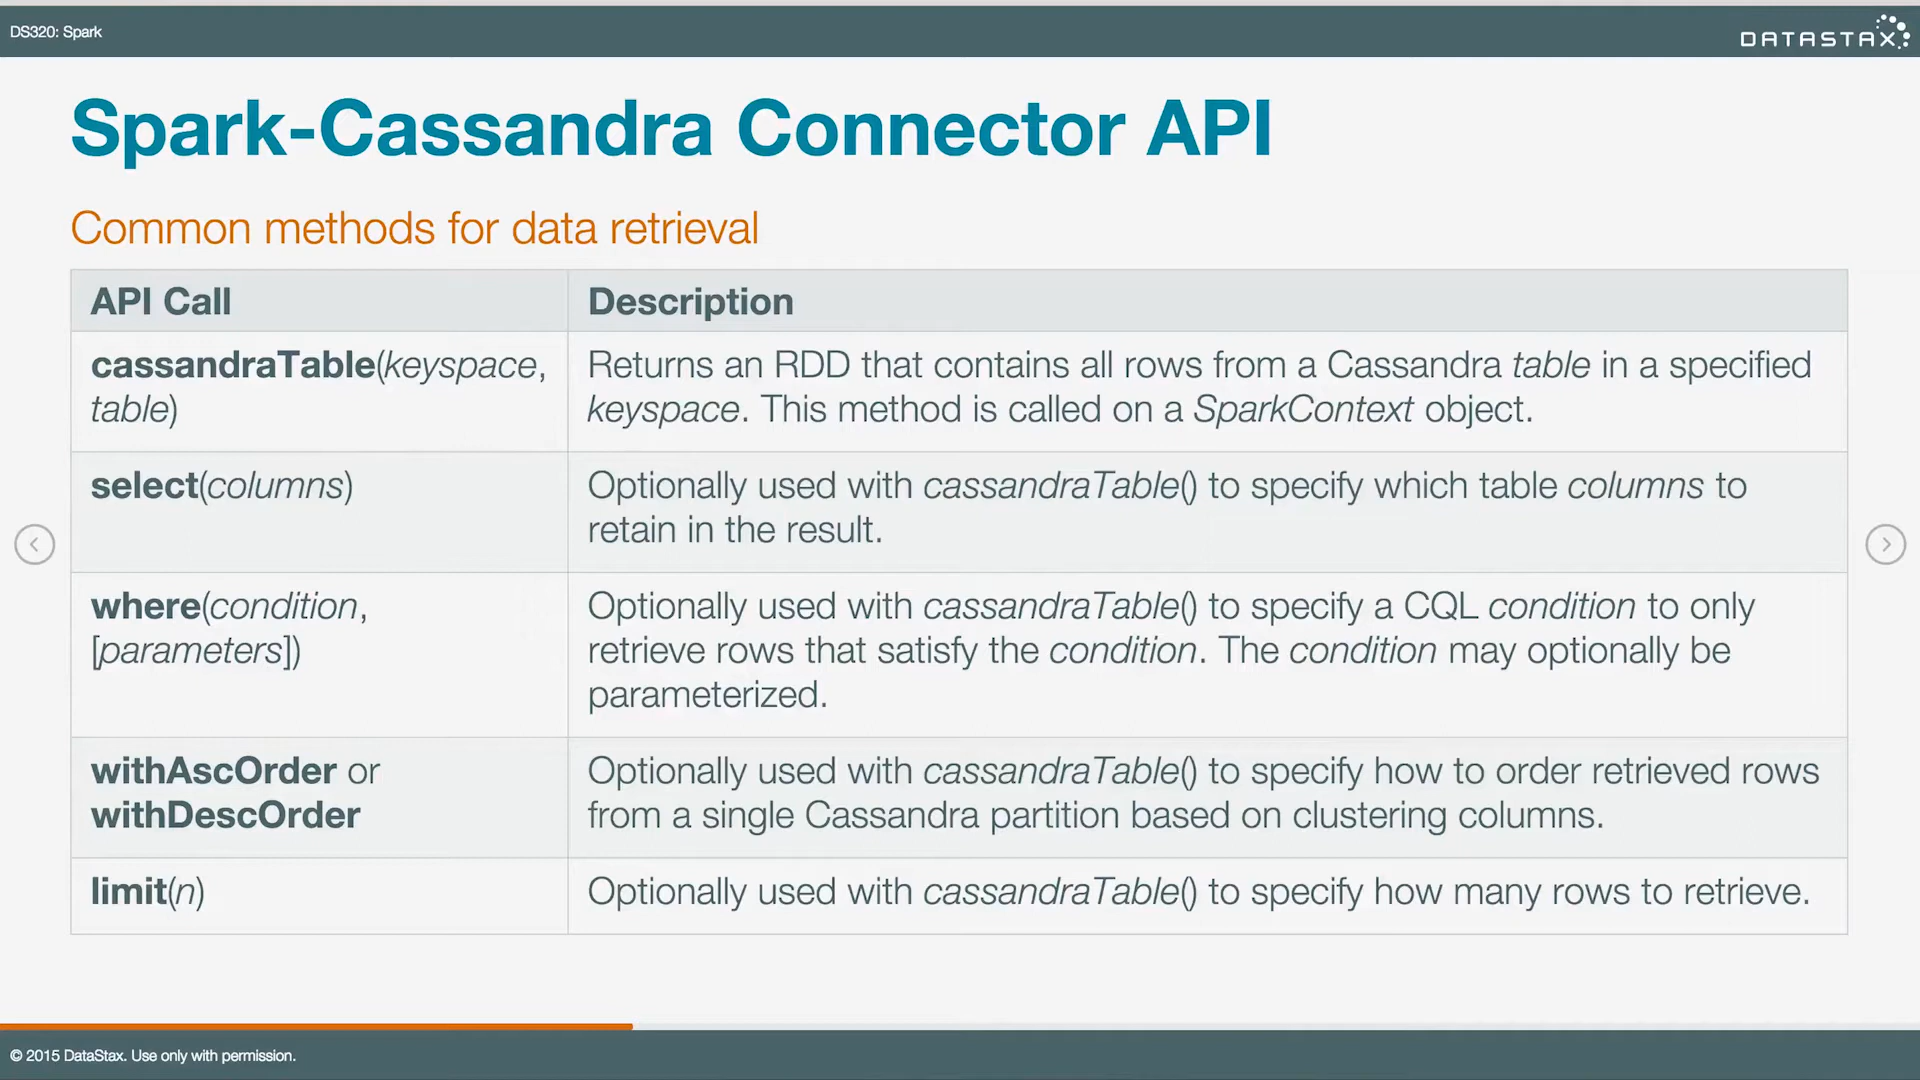 DS320: Spark
DATASTAX
Spark-Cassandra Connector API
Common methods for data retrieval
API Call
Description
cassandraTable(keyspace,
table)
Returns an RDD that contains all rows from a Cassandra table in a specified
keyspace. This method is called on a SparkContext object.
select(columns)
Optionally used with cassandraTable() to specify which table columns to
retain in the result.
where(condition,
[parameters])
Optionally used with cassandraTable() to specify a CQL condition to only
retrieve rows that satisfy the condition. The condition may optionally be
parameterized.
withAscOrder or
withDescOrder
Optionally used with cassandraTable() to specify how to order retrieved rows
from a single Cassandra partition based on clustering columns.
limit(n)
Optionally used with cassandraTable() to specify how many rows to retrieve.
© 2015 DataStax. Use only with permission.